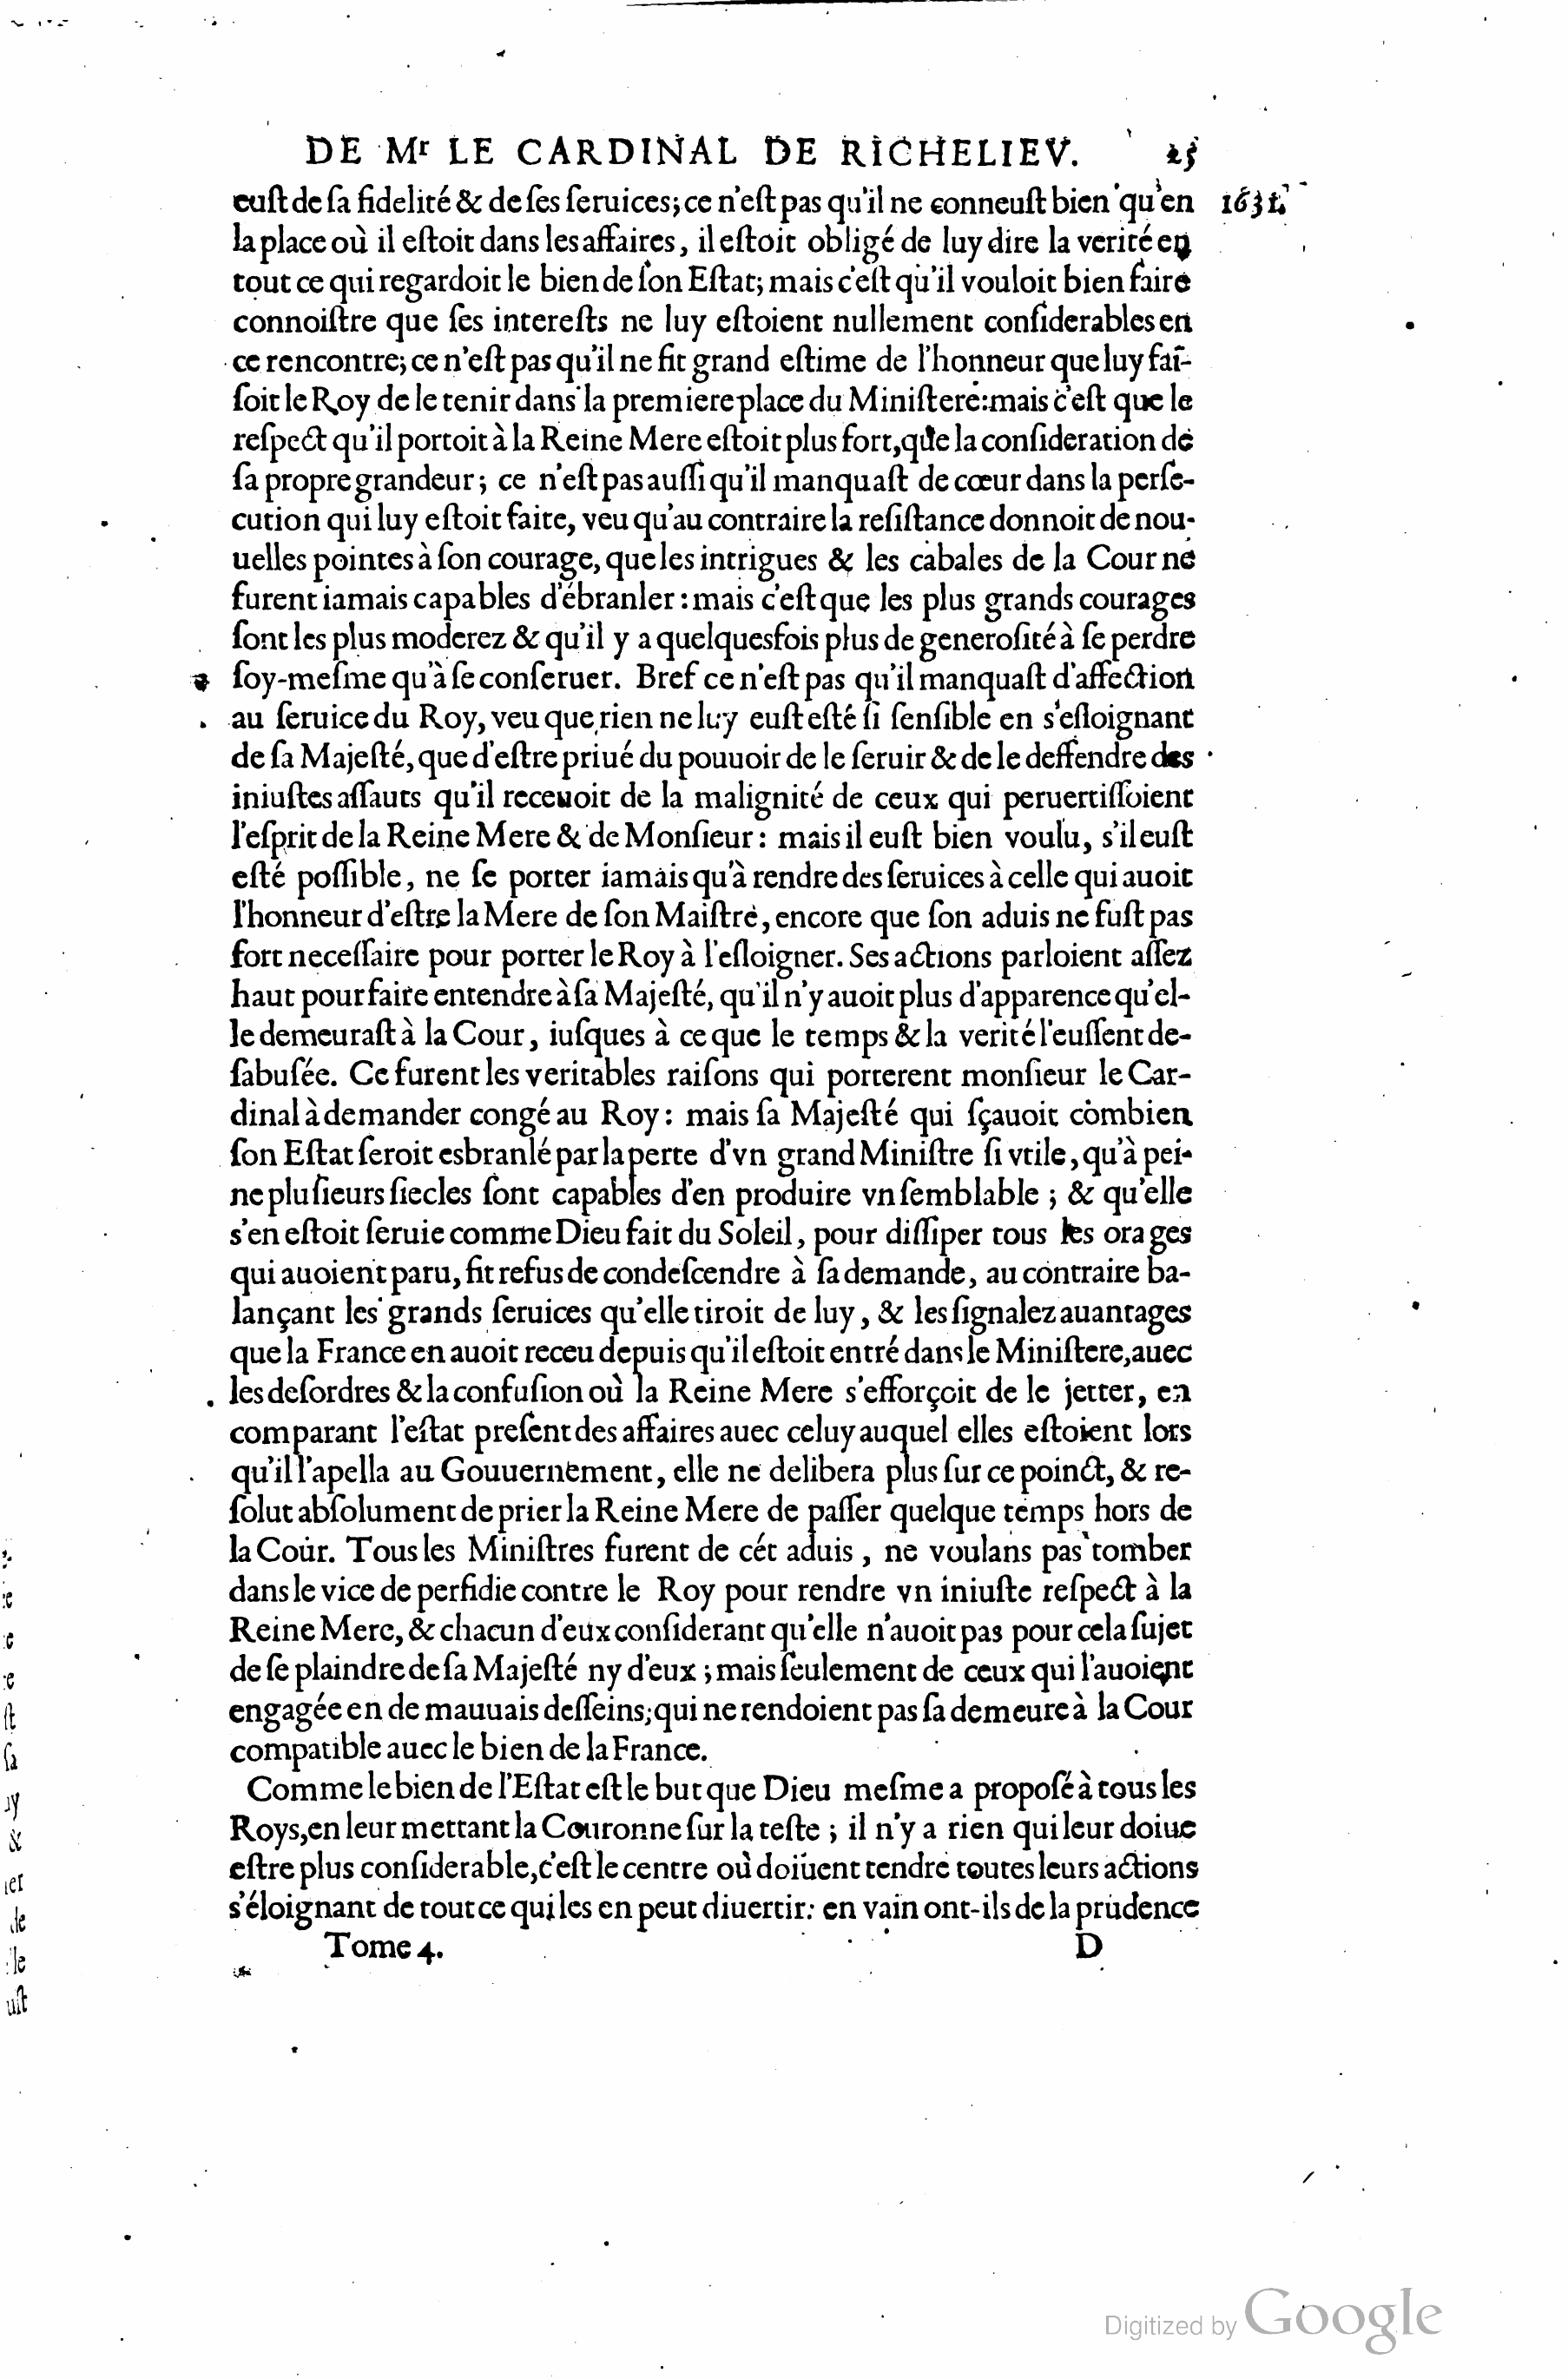 DE Mr LE CARDINAL DE RICHELIEV. 25
euſt de ſa fidelité & de ſes ſeruices; ce n'eſt pas qu'il ne conneuſt bien qu'en 1631.
la place où il eſtoit dans les affaires, il eſtoit obligé de luy dire la verité en
tout ce qui regardoit le bien de ſon Eſtat; mais c'eſt qu'il vouloit bien faire
connoiſtre que ſes intereſts ne luy eſtoient nullement conſiderables en
ce rencontre; ce n'eſt pas qu'il ne fit grand eſtime de l'honneur que luy fai-
ſoit le Roy de le tenir dans la premiere place du Miniſtere: mais c'eſt que le
reſpect qu'il portoit à la Reine Mere eſtoit plus fort, que la conſideration de
ſa propre grandeur; ce n'eſt pas auſſi qu'il manquaſt de cœur dans la perſe-
cution qui luy eſtoit faite, veu qu'au contraire la reſiſtance donnoit de nou-
uelles pointes à ſon courage, que les intrigues & les cabales de la Cour ne
furent iamais capables d'ébranler: mais c'eſt que les plus grands courages
ſont les plus moderez & qu'il y a quelquesfois plus de generoſité à ſe perdre
ſoy-meſme qu'à ſe conſeruer. Bref ce n'eſt pas qu'il manquaſt d'affection
au ſeruice du Roy, veu que rien ne luy euſt eſté ſi ſenſible en s'eſloignant
de ſa Majeſté, que d'eſtre priué du pouuoir de le ſeruir & de le deffendre des
iniuſtes aſſauts qu'il receuoit de la malignité de ceux qui peruertiſſoient
l'eſprit de la Reine Mere & de Monſieur: mais il euſt bien voulu, s'il euſt
eſté poſſible, ne ſe porter iamais qu'à rendre des ſeruices à celle qui auoit
l'honneur d'eſtre la Mere de ſon Maiſtre, encore que ſon aduis ne fuſt pas
fort neceſſaire pour porter le Roy à l'eſloigner. Ses actions parloient aſſez
haut pour faire entendre à ſa Majeſté, qu'il n'y auoit plus d'apparence qu'el-
le demeuraſt à la Cour, iuſques à ce que le temps & la verité l'euſſent de-
ſabuſée. Ce furent les veritables raiſons qui porterent monſieur le Car-
dinal à demander congé au Roy: mais ſa Majeſté qui ſçauoit combien
ſon Eſtat ſeroit esbranlé par la perte d'vn grand Miniſtre ſi vtile, qu'à pei-
ne pluſieurs ſiecles ſont capables d'en produire vn ſemblable; & qu'elle
s'en eſtoit ſeruie comme Dieu fait du Soleil, pour diſſiper tous les orages
qui auoient paru, fit refus de condeſcendre à ſa demande, au contraire ba-
lançant les grands ſeruices qu'elle tiroit de luy, & les ſignalez auantages
que la France en auoit receu depuis qu'il eſtoit entré dans le Miniſtere, auec
les deſordres & la confuſion où la Reine Mere s'efforçoit de le jetter, en
comparant l'eſtat preſent des affaires auec celuy auquel elles eſtoient lors
qu'il l'apella au Gouuernement, elle ne delibera plus ſur ce poinct, & re-
ſolut abſolument de prier la Reine Mere de paſſer quelque temps hors de
la Cour. Tous les Miniſtres furent de cét aduis, ne voulans pas tomber
dans le vice de perfidie contre le Roy pour rendre vn iniuſte reſpect à la
Reine Mere, & chacun d'eux conſiderant qu'elle n'auoit pas pour cela ſujet
de ſe plaindre de ſa Majeſté ny d'eux; mais ſeulement de ceux qui l'auoient
engagée en de mauuais deſſeins; qui ne rendoient pas ſa demeure à la Cour
compatible auec le bien de la France.
Comme le bien de l'Eſtat eſt le but que Dieu meſme a propoſé à tous les
Roys, en leur mettant la Couronne ſur la teſte; il n'y a rien qui leur doiue
eſtre plus conſiderable, c'eſt le centre où doiuent tendre toutes leurs actions
s'éloignant de tout ce qui les en peut diuertir: en vain ont-ils de la prudence
Tome 4. D
Digitized by Google